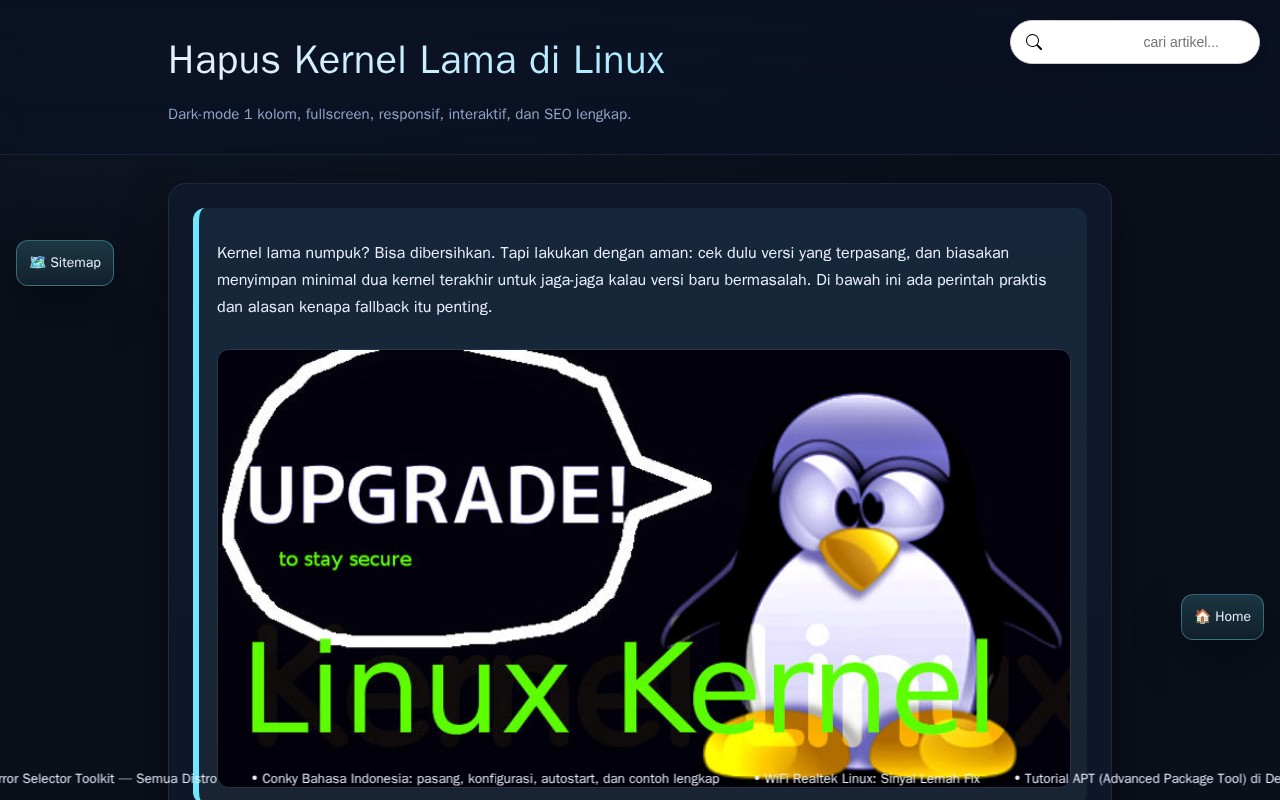 Hapus Kernel Lama di Linux
cari artikel...
Dark-mode 1 kolom, fullscreen, responsif, interaktif, dan SEO lengkap.
🗺️ Sitemap
Kernel lama numpuk? Bisa dibersihkan. Tapi lakukan dengan aman: cek dulu versi yang terpasang, dan biasakan
menyimpan minimal dua kernel terakhir untuk jaga-jaga kalau versi baru bermasalah. Di bawah ini ada perintah praktis
dan alasan kenapa fallback itu penting.
UPGRADE!
to stay secure
🏠 Home
Linux Kernel
Kernel Linux
rror Selector Toolkit — Semua Distro • Conky Bahasa Indonesia: pasang, konfigurasi, autostart, dan contoh lengkap • WiFi Realtek Linux: Sinyal Lemah Fix • Tutorial APT (Advanced Package Tool) di De